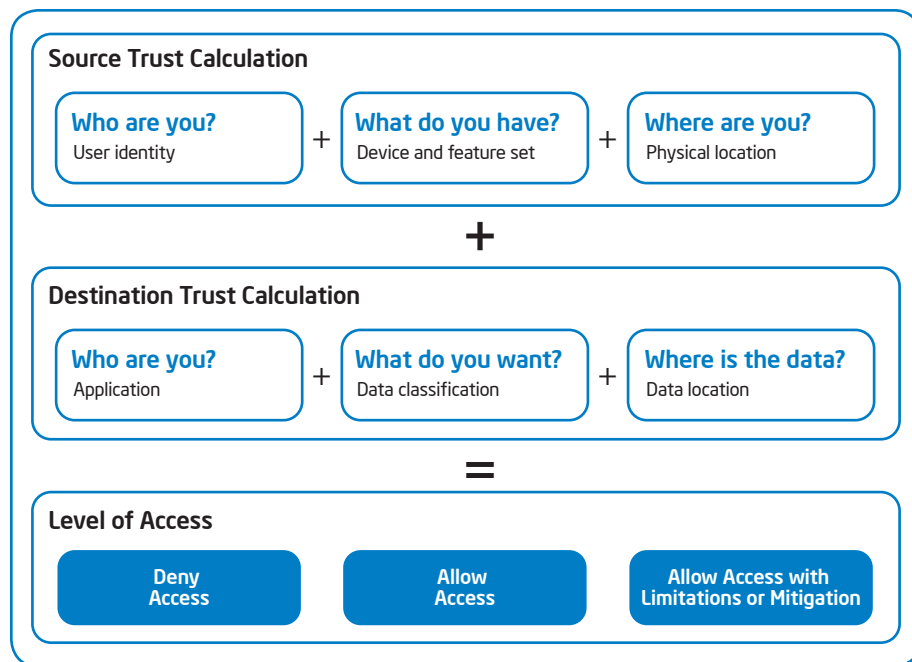 Source Trust Calculation
Who are you? + What do you have? + Where are you?
User identity Device and feature set Physical location
+
Destination Trust Calculation
Who are you? + What do you want? + Where is the data?
Application Data classification Data location
=
Level of Access
Deny Allow Allow Access with
Access Access Limitations or Mitigation